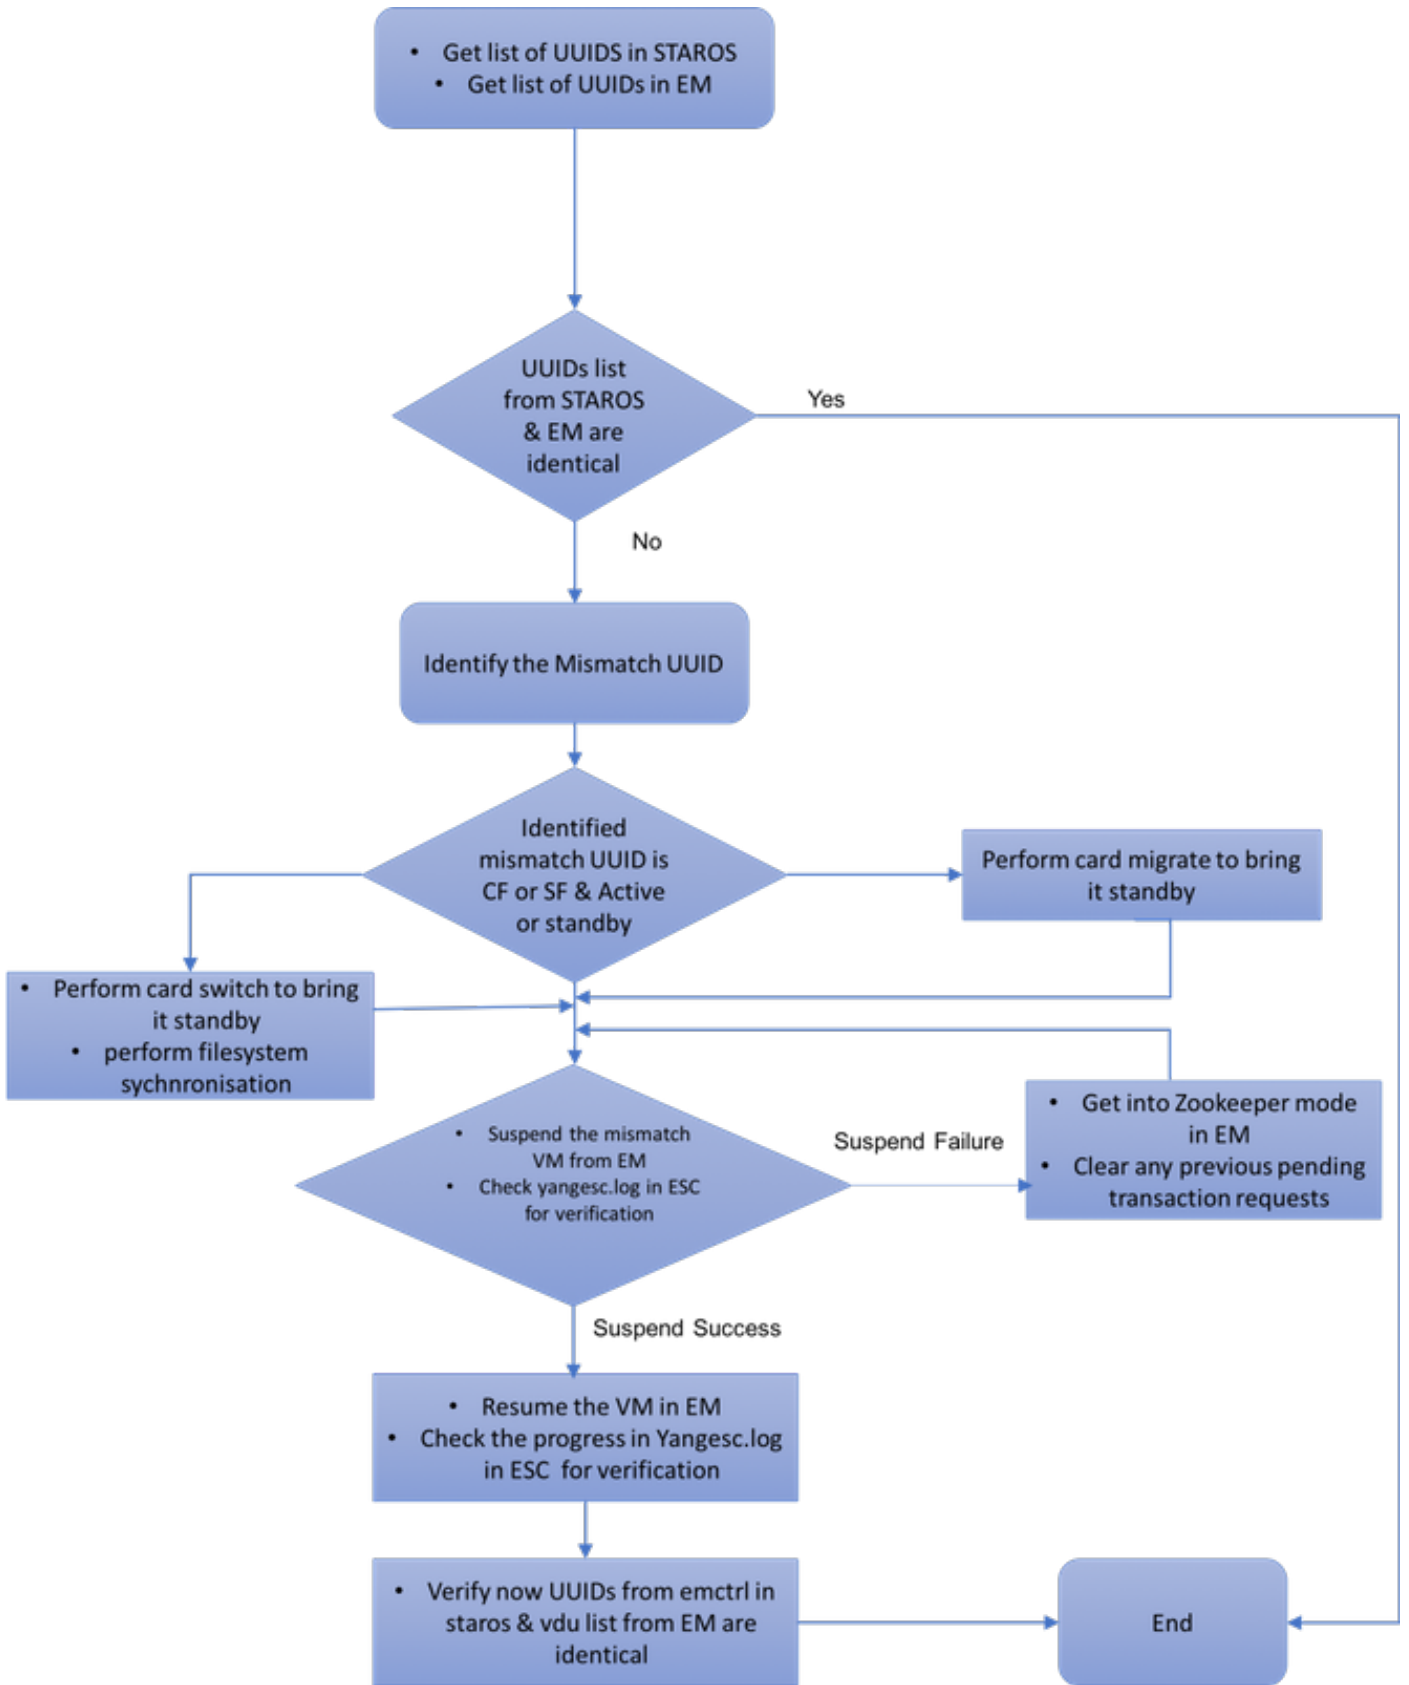 • Get list of UUIDS in STAROS
• Get list of UUIDs in EM
UUIDs list
from STAROS
& EM are
identical
Yes
No
Identify the Mismatch UUID
Identified
mismatch UUID is
CF or SF & Active
or standby
Perform card migrate to bring
it standby
• Perform card switch to bring
it standby
• perform filesystem
sychnronisation
• Suspend the mismatch
VM from EM
• Check yangesc.log in ESC
for verification
Suspend Failure
• Get into Zookeeper mode
in EM
• Clear any previous pending
transaction requests
Suspend Success
• Resume the VM in EM
• Check the progress in Yangesc.log
in ESC for verification
• Verify now UUIDs from emctrl in
staros & vdu list from EM are
identical
End